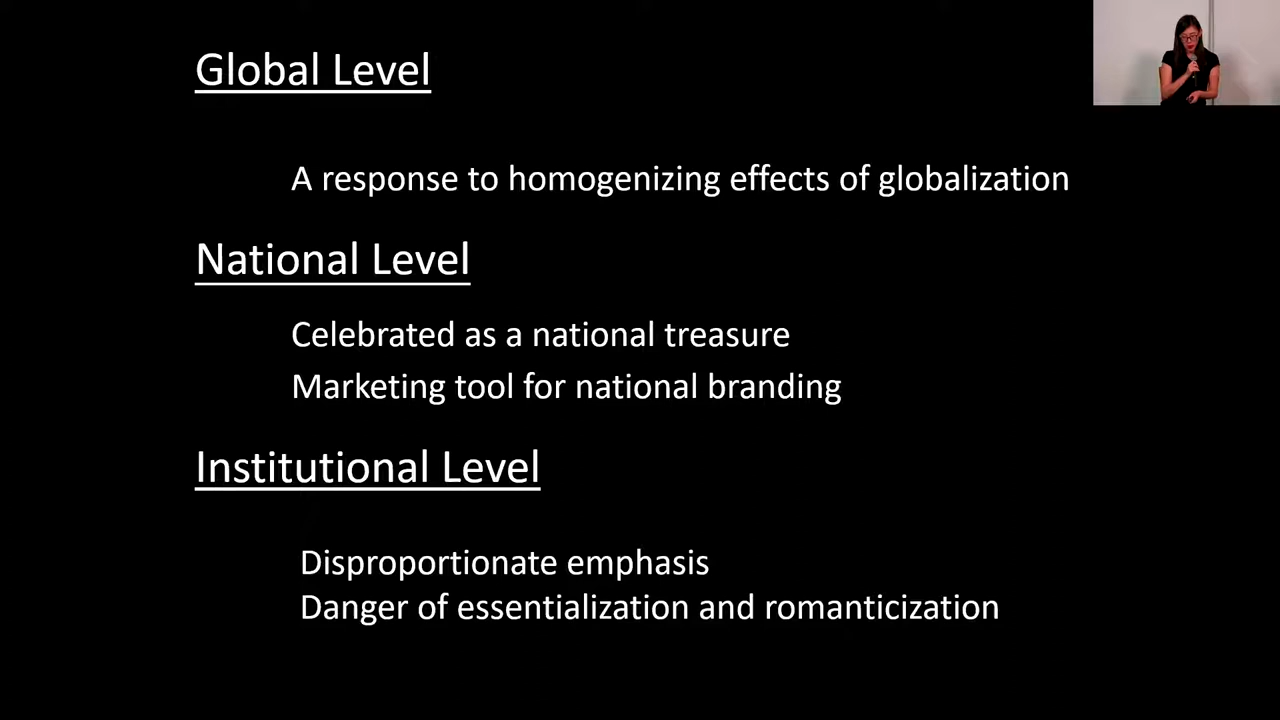 Global Level
A response to homogenizing effects of globalization
National Level
Celebrated as a national treasure
Marketing tool for national branding
Institutional Level
Disproportionate emphasis
Danger of essentialization and romanticization